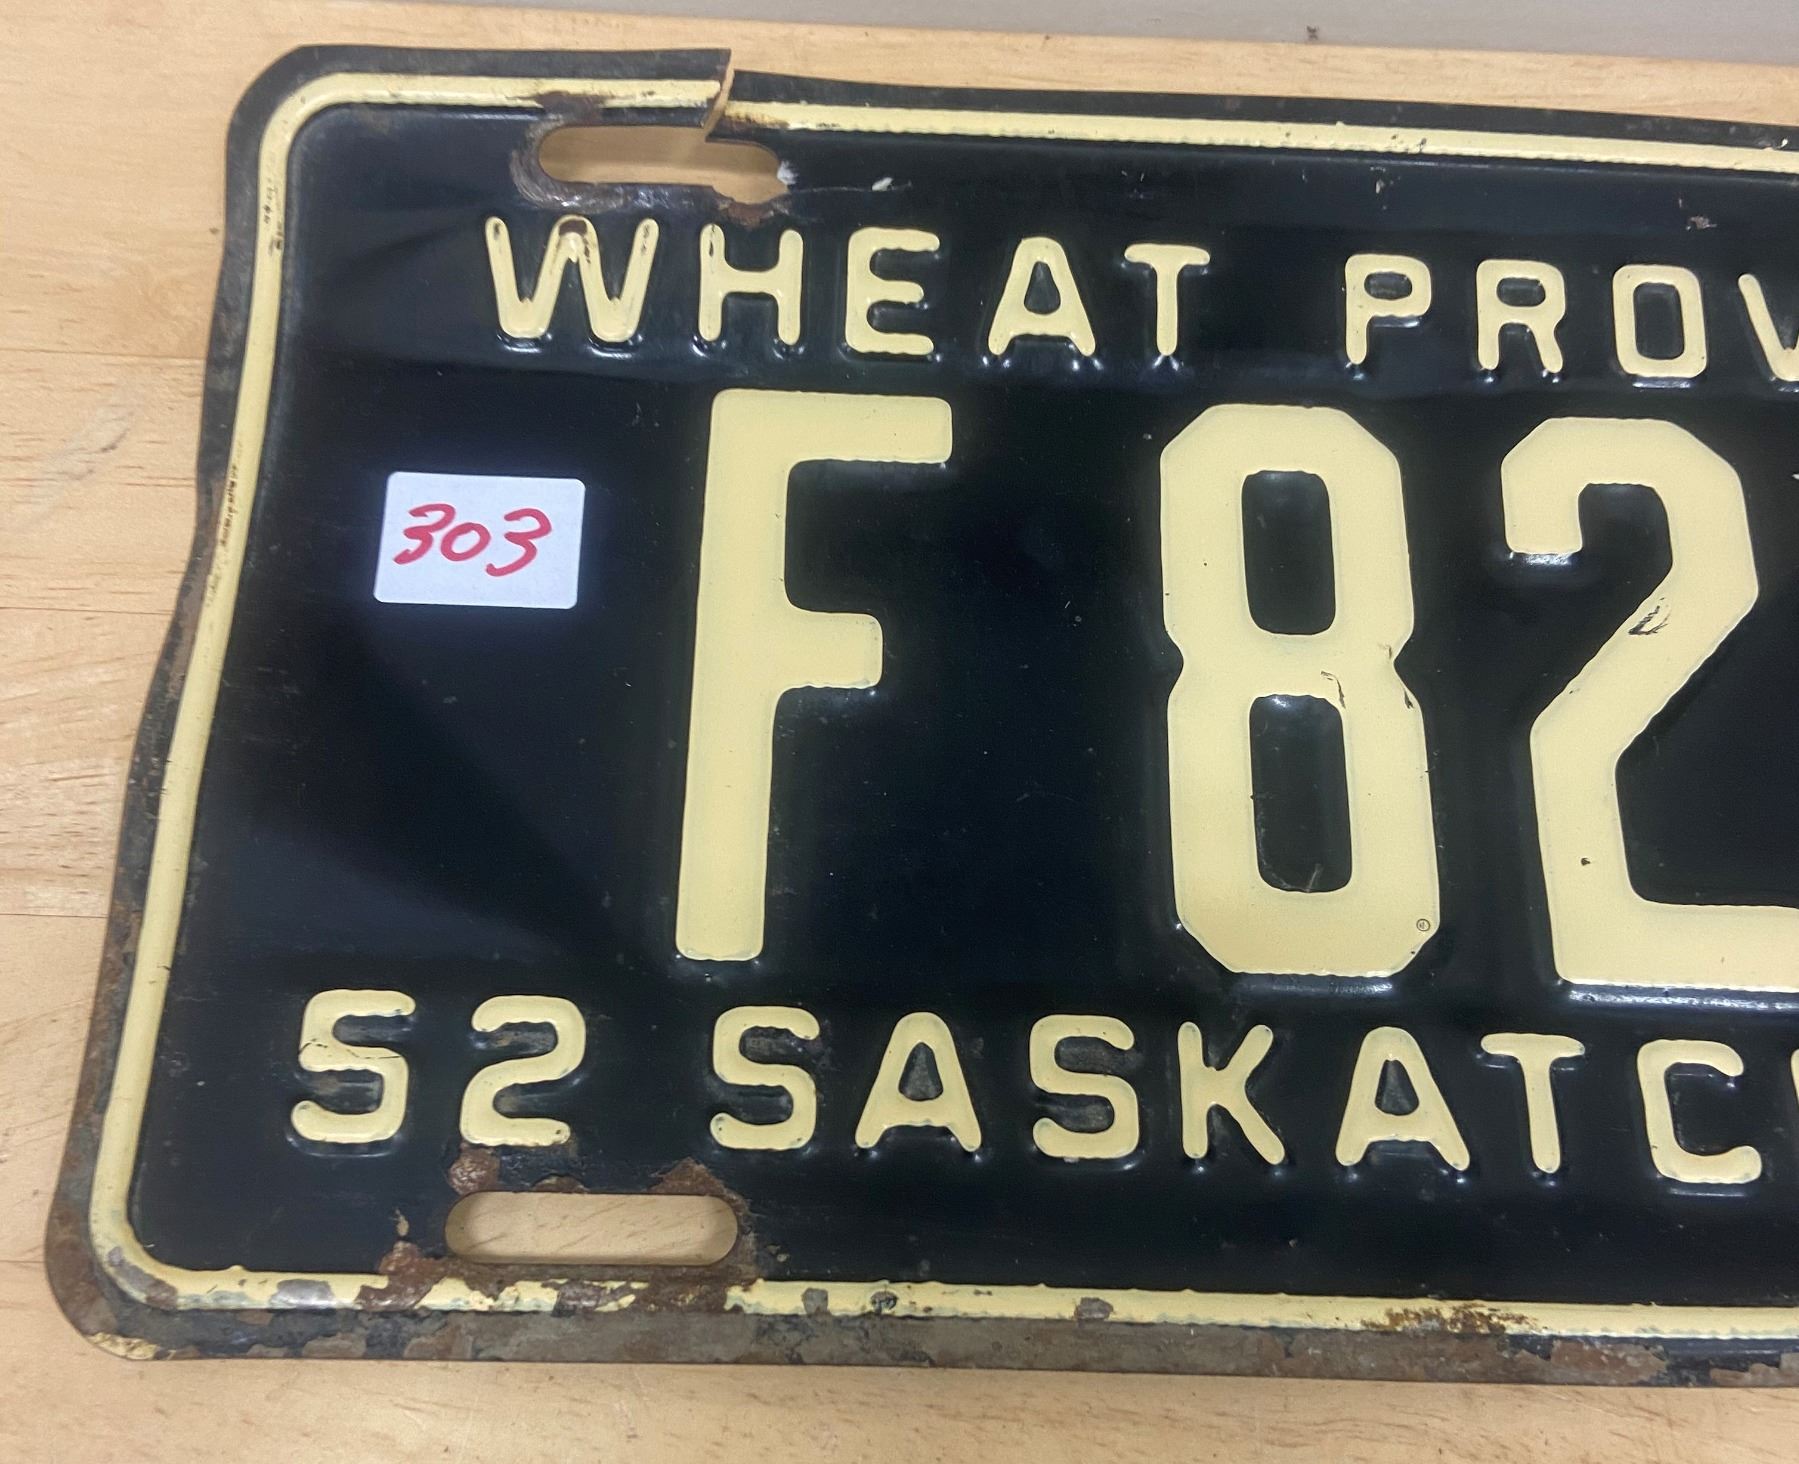 WHEAT PROV
303
F 82
52 SASKATC